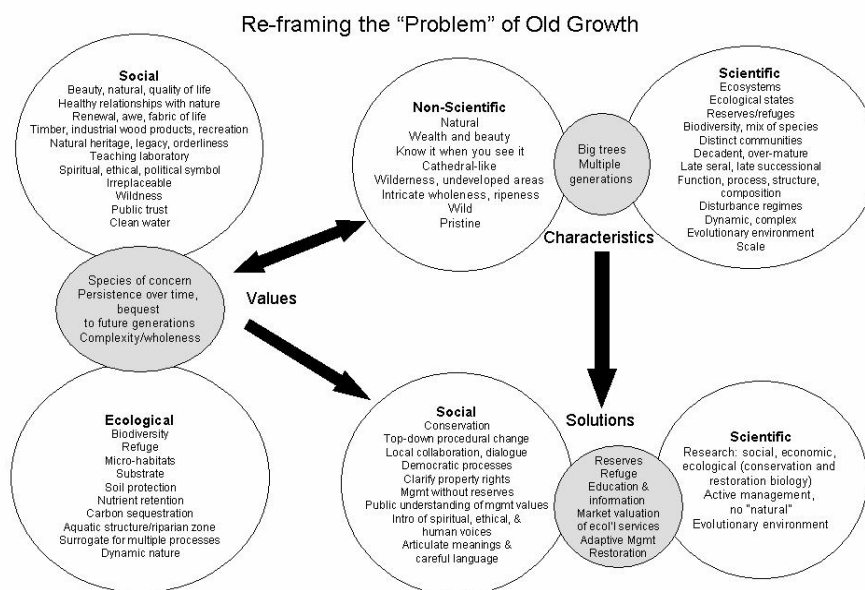 Re-framing the “Problem” of Old Growth
Social
Beauty, natural, quality of life
Healthy relationships with nature
Renewal, awe, fabric of life
Timber, industrial wood products, recreation
Natural heritage, legacy, orderliness
Teaching laboratory
Spiritual, ethical, political symbol
Irreplaceable
Wildness
Public trust
Clean water
Species of concern
Persistence over time,
bequest
to future generations
Complexity/wholeness
Ecological
Biodiversity
Refuge
Micro-habitats
Substrate
Soil protection
Nutrient retention
Carbon sequestration
Aquatic structure/riparian zone
Surrogate for multiple processes
Dynamic nature
Values
Non-Scientific
Natural
Wealth and beauty
Know it when you see it
Cathedral-like
Wilderness, undeveloped areas
Intricate wholeness, ripeness
Wild
Pristine
Big trees
Multiple
generations
Scientific
Ecosystems
Ecological states
Reserves/refuges
Biodiversity, mix of species
Distinct communities
Decadent, over-mature
Late seral, late successional
Function, process, structure,
composition
Disturbance regimes
Dynamic, complex
Evolutionary environment
Scale
Characteristics
Social
Conservation
Top-down procedural change
Local collaboration, dialogue
Democratic processes
Clarify property rights
Mgmt without reserves
Public understanding of mgmt values
Intro of spiritual, ethical, &
human voices
Articulate meanings &
careful language
Solutions
Reserves
Refuge
Education &
information
Market valuation
of ecol'l services
Adaptive Mgmt
Restoration
Scientific
Research: social, economic,
ecological (conservation and
restoration biology)
Active management,
no "natural"
Evolutionary environment